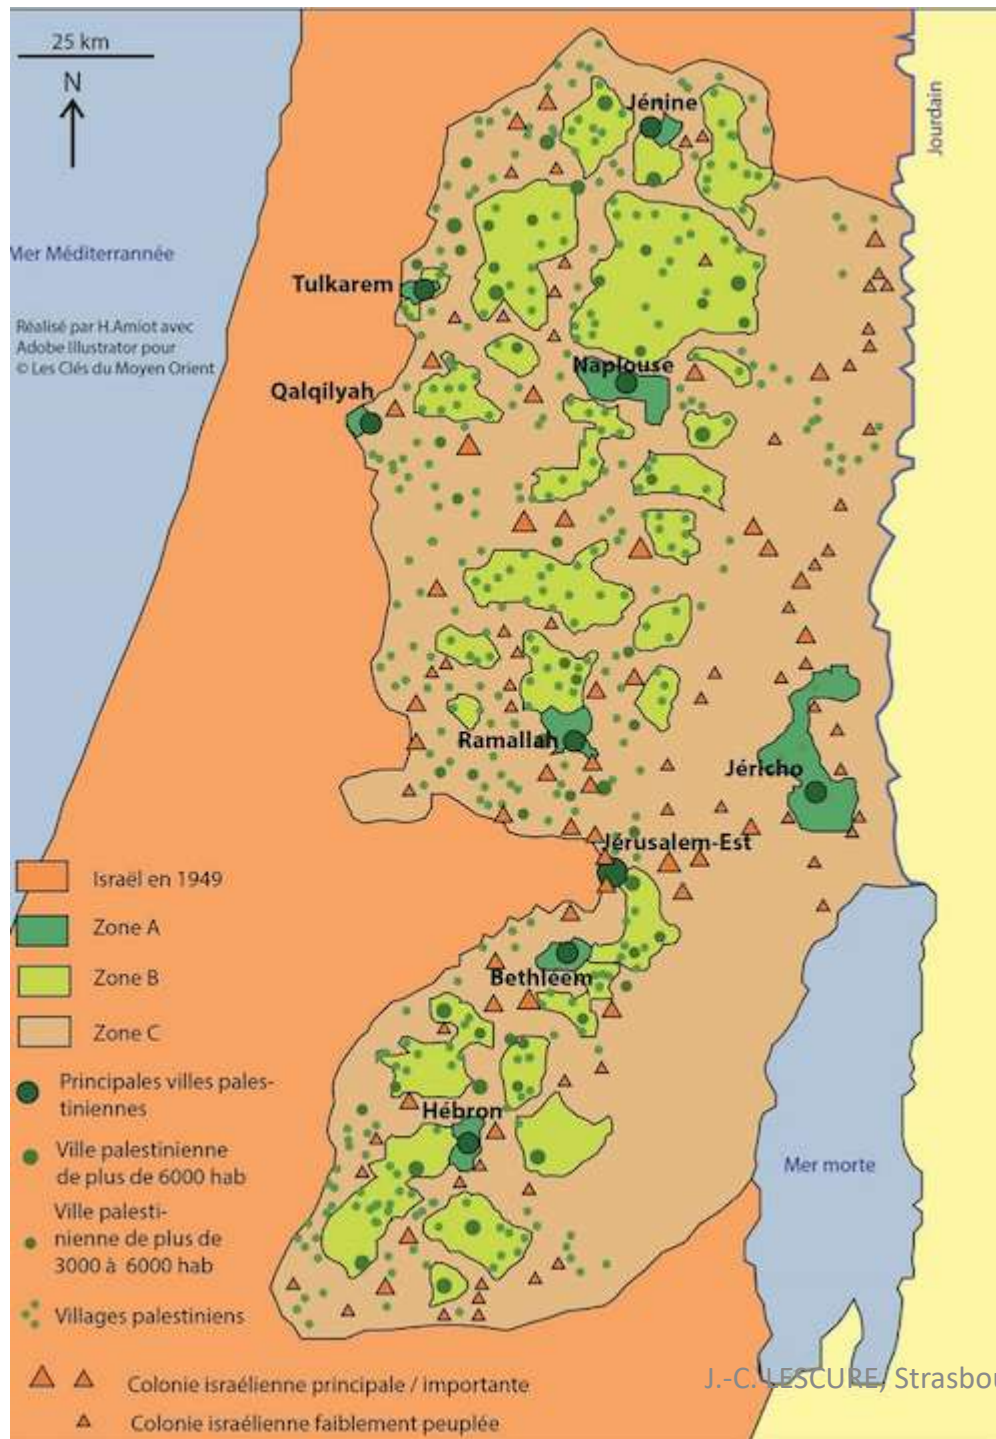 25 km
N
Jénine
Jourdain
Mer Méditerrannée
Tulkarem
Réalisé par H.Amiot avec
Adobe Illustrator pour
© Les Clés du Moyen Orient
Naplouse
Qalqilyah
Ramallah
Jéricho
Jérusalem-Est
Israël en 1949
Zone A
Zone B
Bethléem
Zone C
Principales villes pales-
tiniennes
Hébron
Ville palestinienne
de plus de 6000 hab
Mer morte
Ville palesti-
nienne de plus de
3000 à 6000 hab
Villages palestiniens
J.-C. LESCURE, Strasbou
Colonie israélienne principale / importante
Colonie israélienne faiblement peuplée